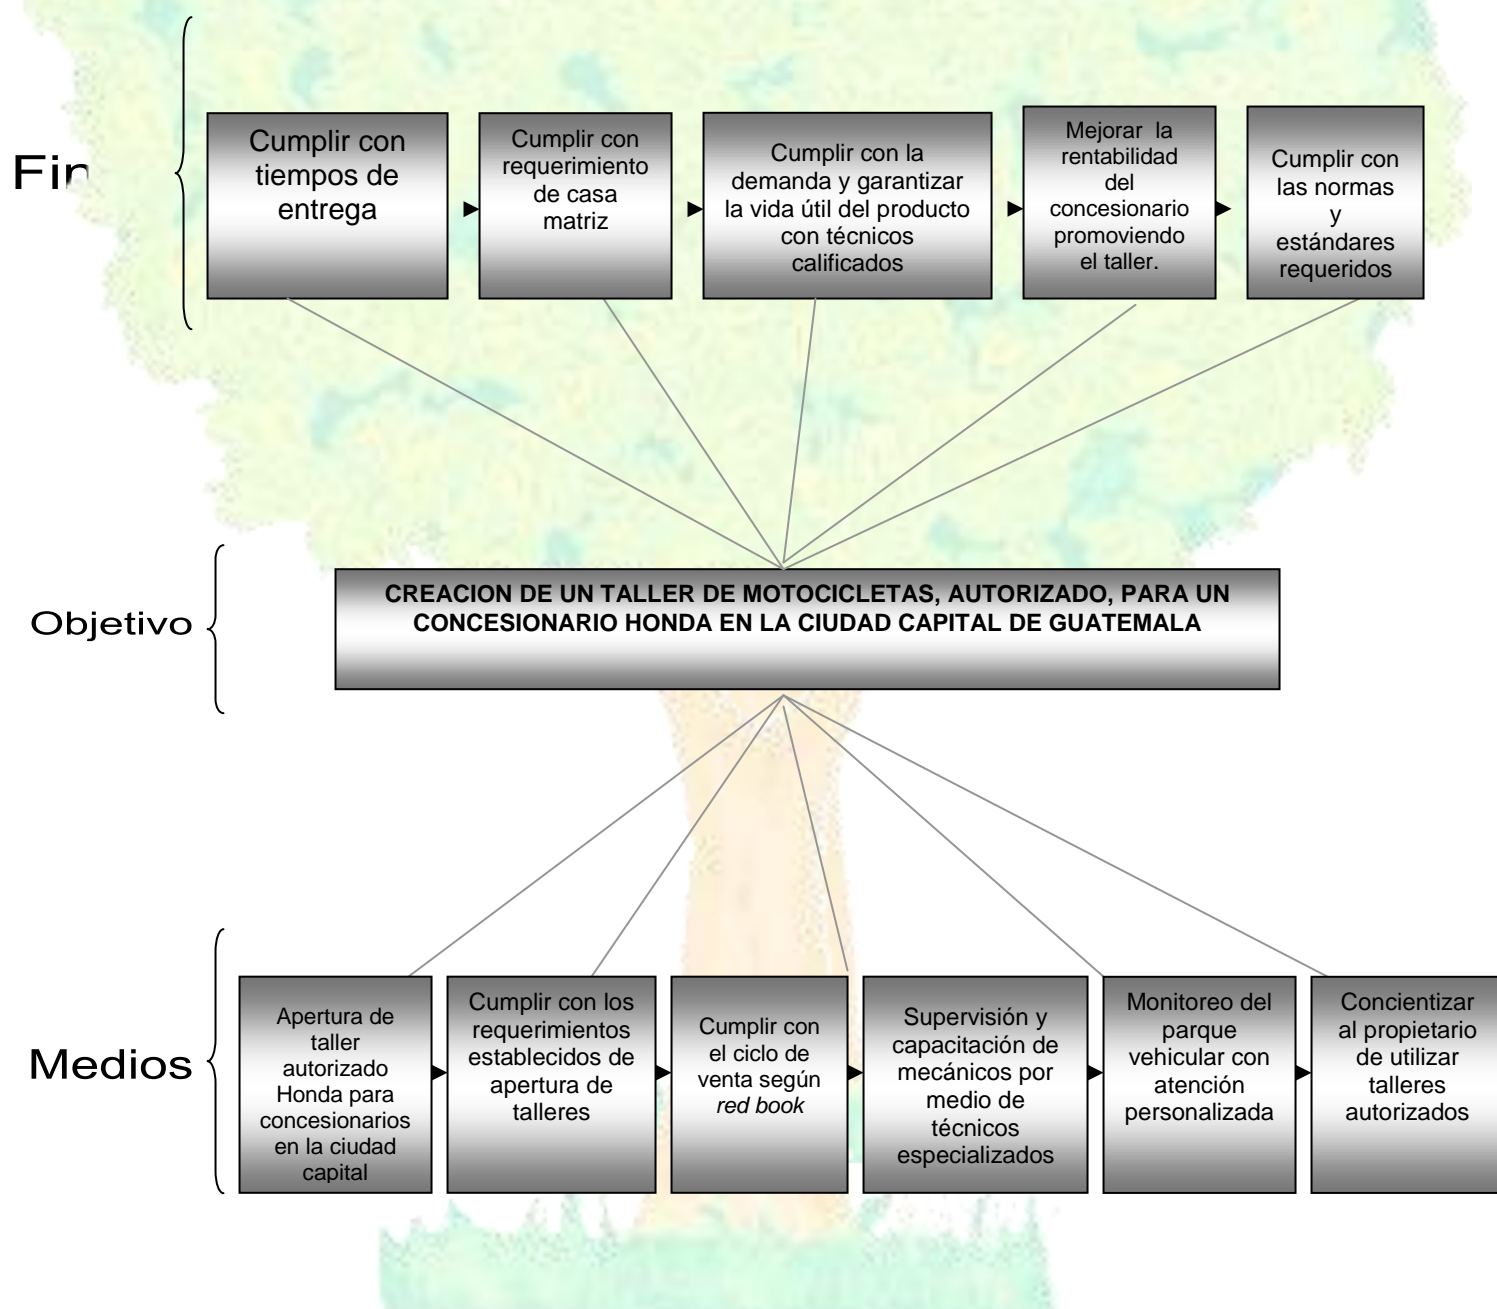 Fin
Cumplir con
tiempos de
entrega
Cumplir con
requerimiento
de casa
matriz
Cumplir con la
demanda y garantizar
la vida útil del producto
con técnicos
calificados
Mejorar la
rentabilidad
del
concesionario
promoviendo
el taller.
Cumplir con
las normas
y
estándares
requeridos
Objetivo
CREACION DE UN TALLER DE MOTOCICLETAS, AUTORIZADO, PARA UN
CONCESIONARIO HONDA EN LA CIUDAD CAPITAL DE GUATEMALA
Medios
Apertura de
taller
autorizado
Honda para
concesionarios
en la ciudad
capital
Cumplir con los
requerimientos
establecidos de
apertura de
talleres
Cumplir con
el ciclo de
venta según
red book
Supervisión y
capacitación de
mecánicos por
medio de
técnicos
especializados
Monitoreo del
parque
vehicular con
atención
personalizada
Concientizar
al propietario
de utilizar
talleres
autorizados